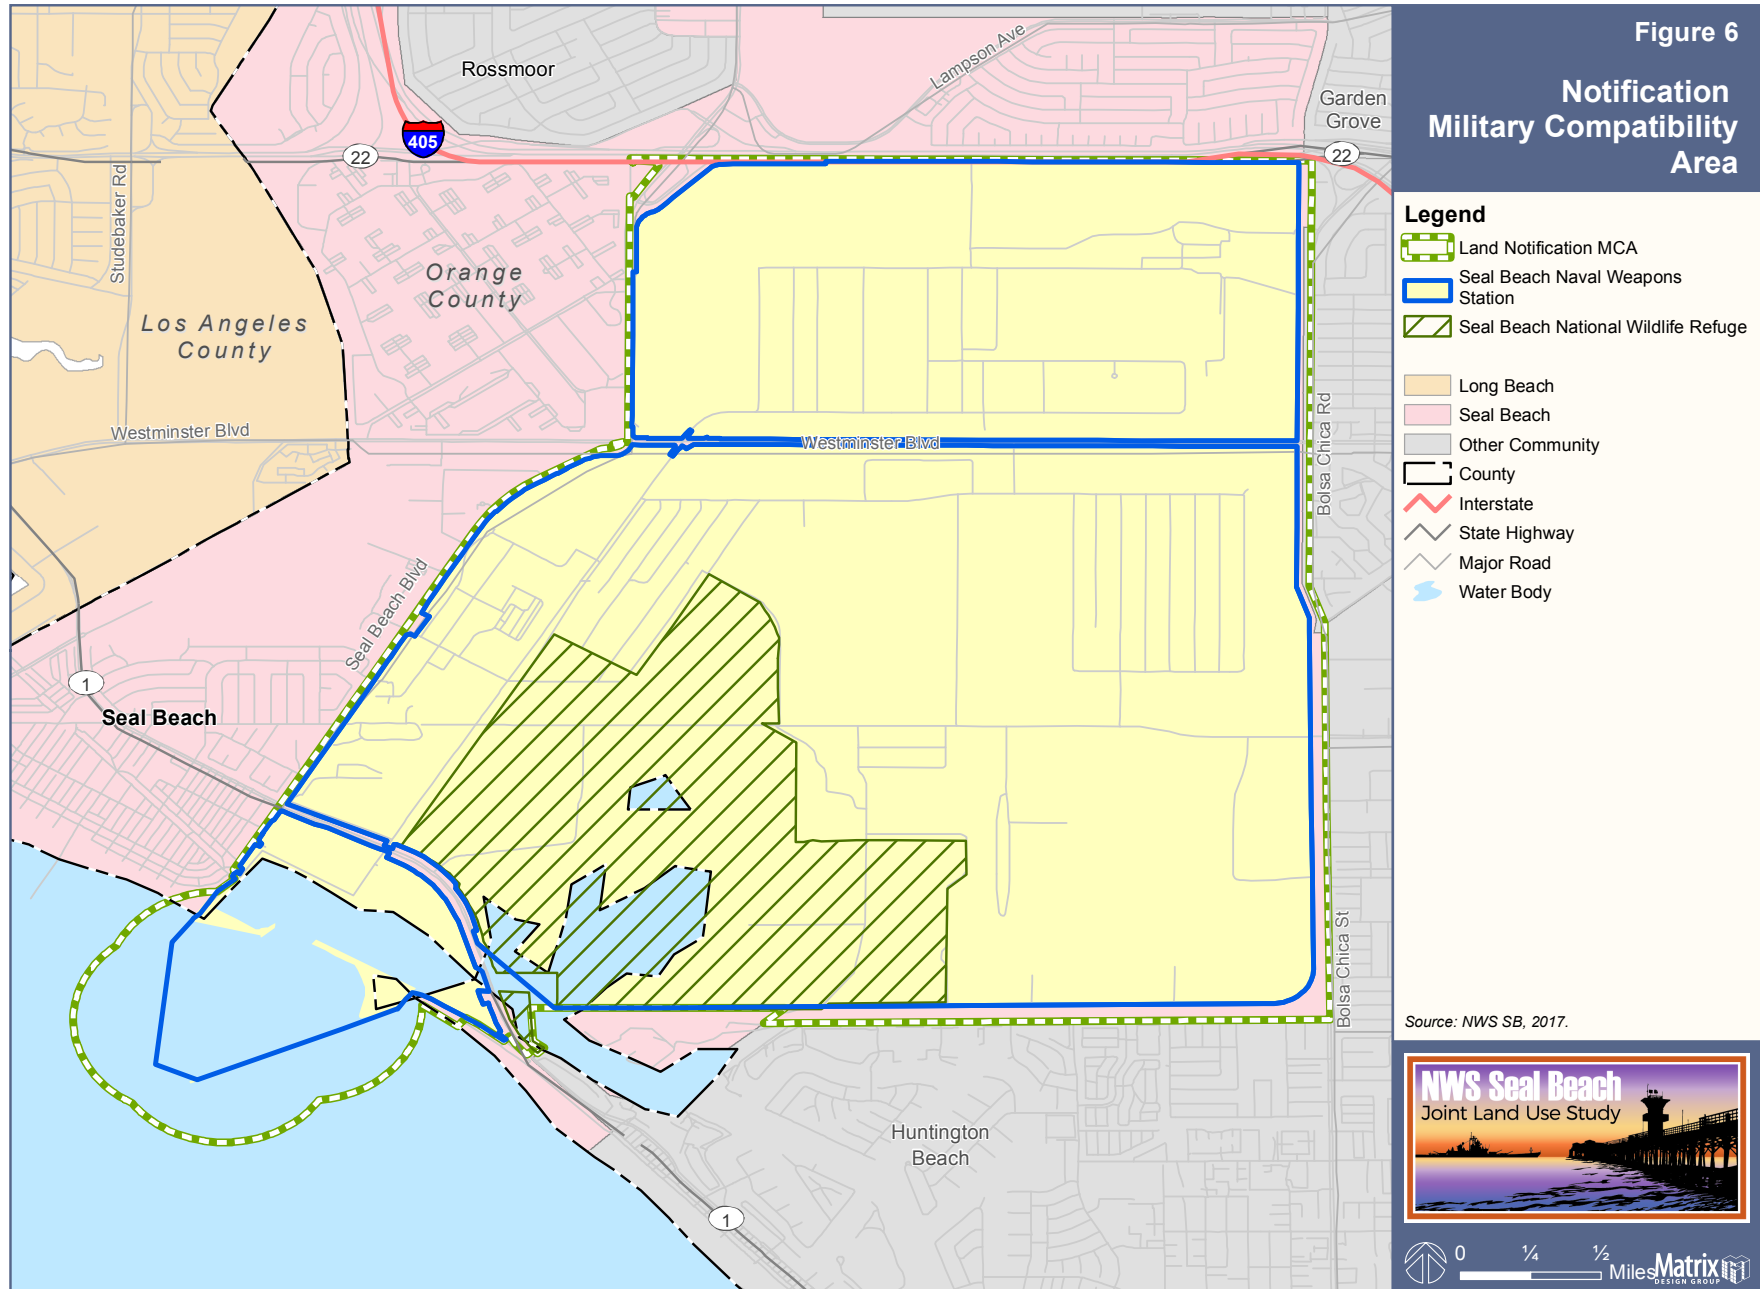 Figure 6
Notification
Military Compatibility
Area
Legend
Land Notification MCA
Seal Beach Naval Weapons
Station
Seal Beach National Wildlife Refuge
Long Beach
Seal Beach
Other Community
County
Interstate
State Highway
Major Road
Water Body
Source: NWS SB, 2017.
NWS Seal Beach
Joint Land Use Study
0 ¼ ½
Miles
Matrix
DESIGN GROUP
Rossmoor
Lampson Ave
Garden
Grove
405
22
22
Studebaker Rd
Orange
County
Los Angeles
County
Westminster Blvd
Westminster Blvd
Bolsa Chica Rd
Seal Beach Blvd
1
Seal Beach
Bolsa Chica St
Huntington
Beach
1